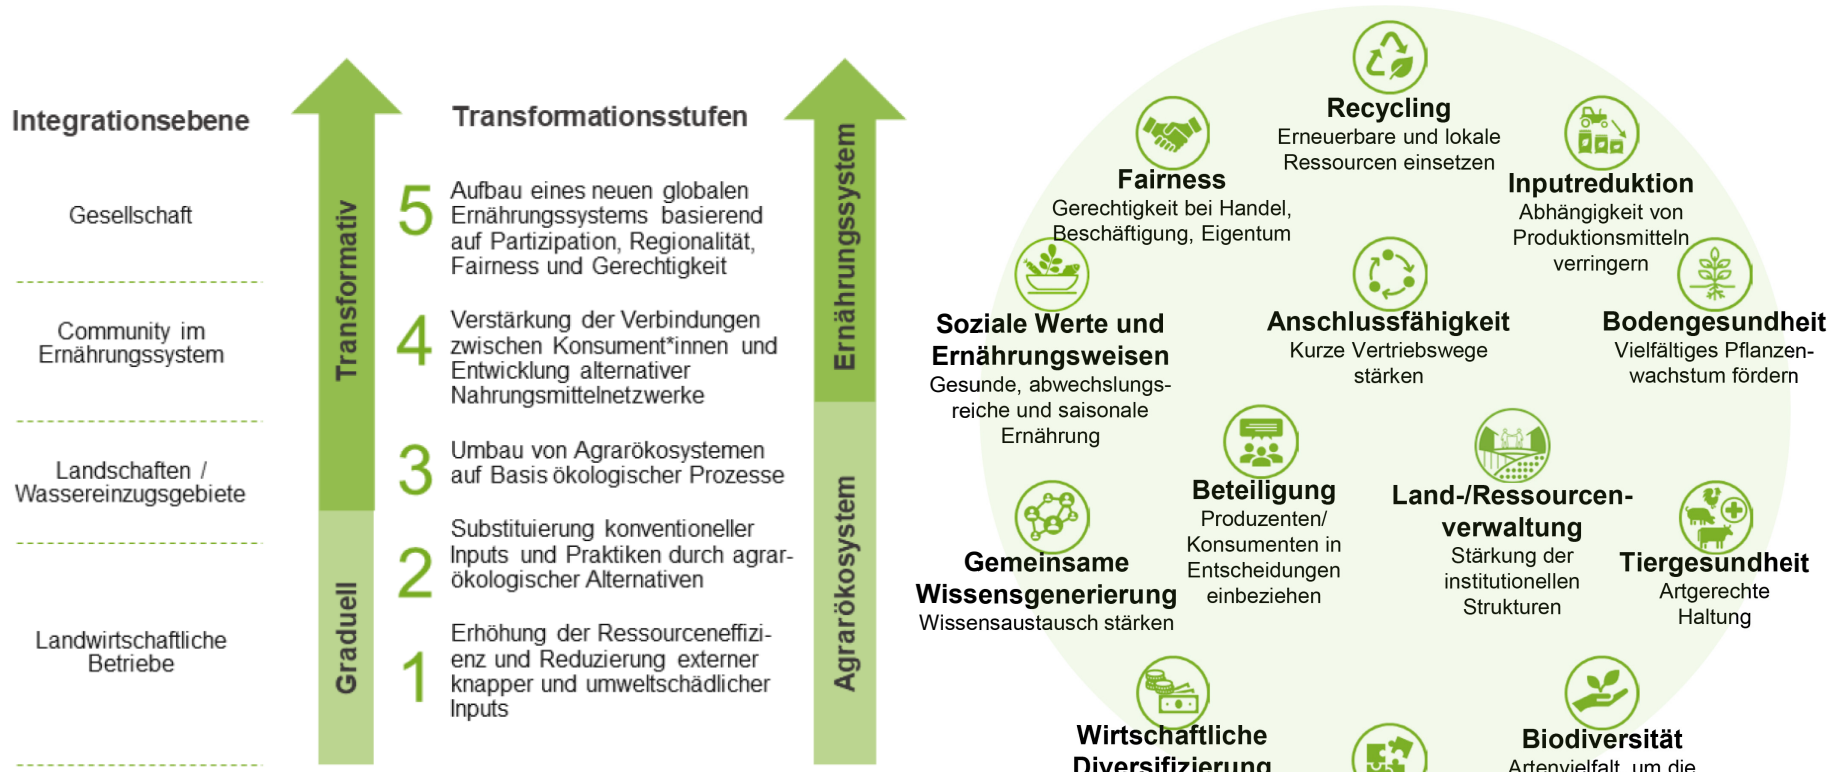 Integrationsebene
Gesellschaft
Community im
Ernährungssystem
Landschaften /
Wassereinzugsgebiete
Landwirtschaftliche
Betriebe
Transformativ
Graduell
Transformationsstufen
5
Aufbau eines neuen globalen
Ernährungssystems basierend
auf Partizipation, Regionalität,
Fairness und Gerechtigkeit
4
Verstärkung der Verbindungen
zwischen Konsument*innen und
Entwicklung alternativer
Nahrungsmittelnetzwerke
3
Umbau von Agrarökosystemen
auf Basis ökologischer Prozesse
2
Substituierung konventioneller
Inputs und Praktiken durch agrar-
ökologischer Alternativen
1
Erhöhung der Ressourceneffizi-
enz und Reduzierung externer
knapper und umweltschädlicher
Inputs
Ernährungssystem
Agrarökosystem
Recycling
Erneuerbare und lokale
Ressourcen einsetzen
Fairness
Gerechtigkeit bei Handel,
Beschäftigung, Eigentum
Inputreduktion
Abhängigkeit von
Produktionsmitteln
verringern
Soziale Werte und
Ernährungsweisen
Gesunde, abwechslungs-
reiche und saisonale
Ernährung
Anschlussfähigkeit
Kurze Vertriebswege
stärken
Bodengesundheit
Vielfältiges Pflanzen-
wachstum fördern
Beteiligung
Produzenten/
Konsumenten in
Entscheidungen
einbeziehen
Land-/Ressourcen-
verwaltung
Stärkung der
institutionellen
Strukturen
Gemeinsame
Wissensgenerierung
Wissensaustausch stärken
Tiergesundheit
Artgerechte
Haltung
Wirtschaftliche
Diversifizierung
Biodiversität
Artenvielfalt, um die